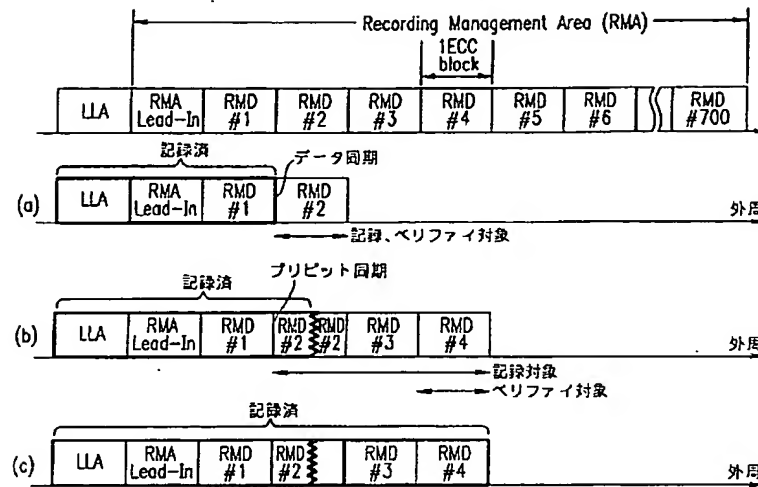 Recording Management Area (RMA)
1ECC
block
LLA
RMA
Lead-In
RMD
#1
RMD
#2
RMD
#3
RMD
#4
RMD
#5
RMD
#6
RMD
#700
記録済
データ同期
(a)
LLA
RMA
Lead-In
RMD
#1
RMD
#2
外周
記録、ベリファイ対象
記録済
プリピット同期
(b)
LLA
RMA
Lead-In
RMD
#1
RMD
#2
RMD
#2
RMD
#3
RMD
#4
外周
記録対象
ベリファイ対象
記録済
(c)
LLA
RMA
Lead-In
RMD
#1
RMD
#2
RMD
#3
RMD
#4
外周